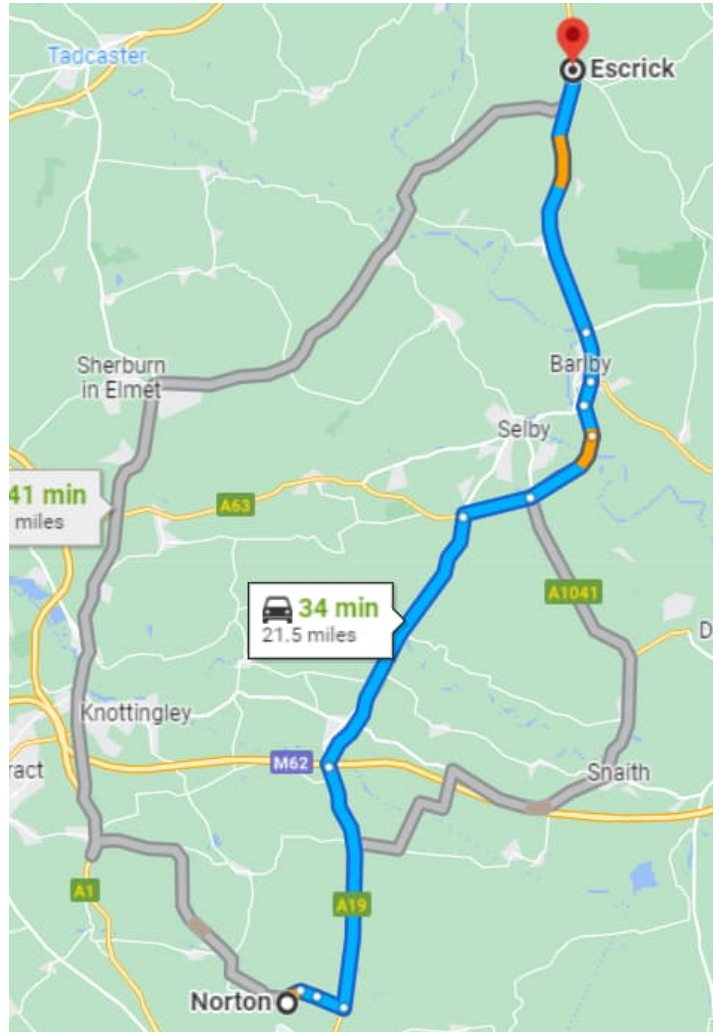 Tadcaster
Escrick
Sherburn
in Elmet
Barlby
Selby
41 min
miles
A63
34 min
21.5 miles
A1041
D
Knottingley
M62
ract
Snaith
A1
A19
Norton